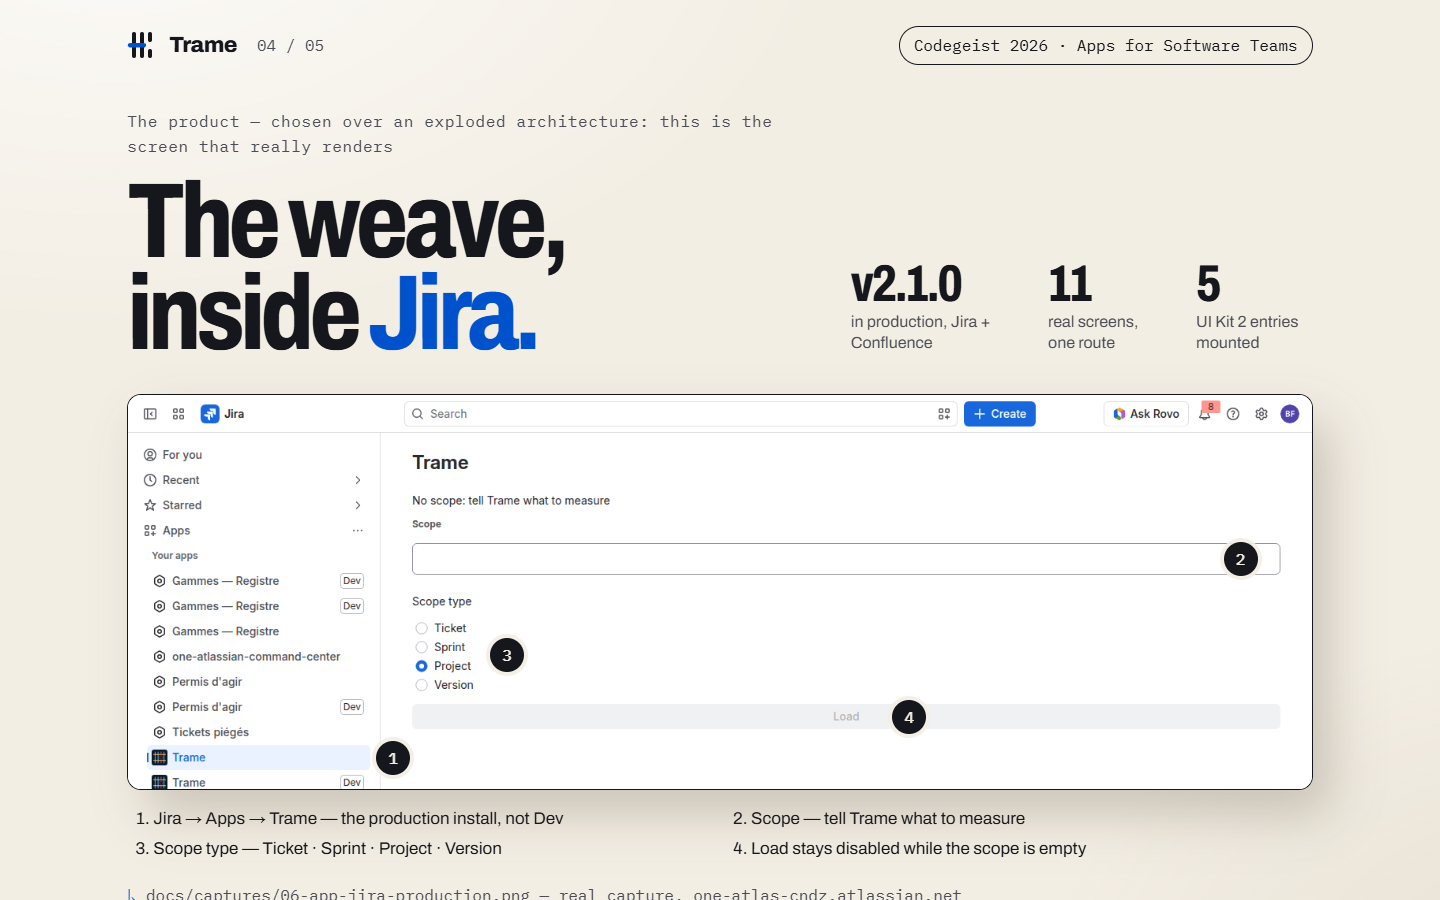 Trame 04 / 05
Codegeist 2026 · Apps for Software Teams
The product — chosen over an exploded architecture: this is the
screen that really renders
The weave,
inside Jira.
v2.1.0
in production, Jira +
Confluence
11
real screens,
one route
5
UI Kit 2 entries
mounted
Jira
Search
Create
Ask Rovo
8
BF
For you
Recent
Starred
Apps
Your apps
Gammes — Registre Dev
Gammes — Registre Dev
Gammes — Registre
one-atlassian-command-center
Permis d'agir
Permis d'agir Dev
Tickets piégés
Trame
Trame Dev
1
Trame
No scope: tell Trame what to measure
Scope
2
Scope type
Ticket
Sprint
Project
Version
3
Load
4
1. Jira → Apps → Trame — the production install, not Dev
2. Scope — tell Trame what to measure
3. Scope type — Ticket · Sprint · Project · Version
4. Load stays disabled while the scope is empty
↳ docs/captures/06-app-jira-production.png — real capture, one-atlas-cndz.atlassian.net